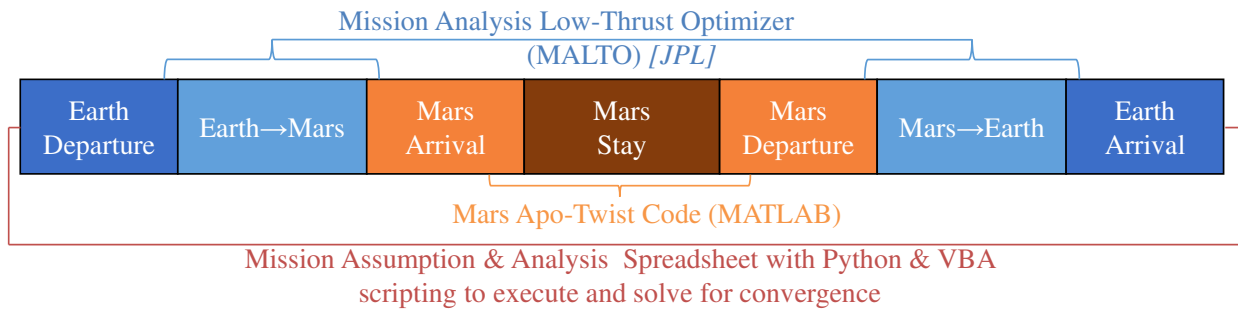 Mission Analysis Low-Thrust Optimizer
(MALTO) [JPL]
Earth
Departure
Earth→Mars
Mars
Arrival
Mars
Stay
Mars
Departure
Mars→Earth
Earth
Arrival
Mars Apo-Twist Code (MATLAB)
Mission Assumption & Analysis  Spreadsheet with Python & VBA
scripting to execute and solve for convergence